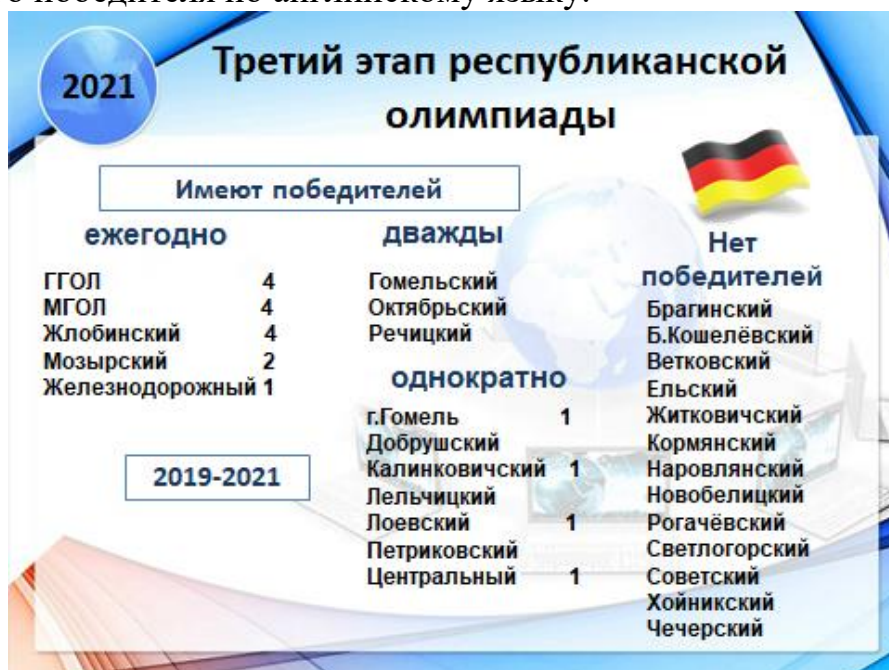 о победителя по английскому языку.
2021
Третий этап республиканской
олимпиады
Имеют победителей
ежегодно
ГГОЛ 4
МГОЛ 4
Жлобинский 4
Мозырский 2
Железнодорожный 1
2019-2021
дважды
Гомельский
Октябрьский
Речицкий
однократно
г.Гомель 1
Добрушский
Калинковичский 1
Лельчицкий
Лоевский 1
Петриковский
Центральный 1
Нет
победителей
Брагинский
Б.Кошелёвский
Ветковский
Ельский
Житковичский
Кормянский
Наровлянский
Новобелицкий
Рогачёвский
Светлогорский
Советский
Хойникский
Чечерский